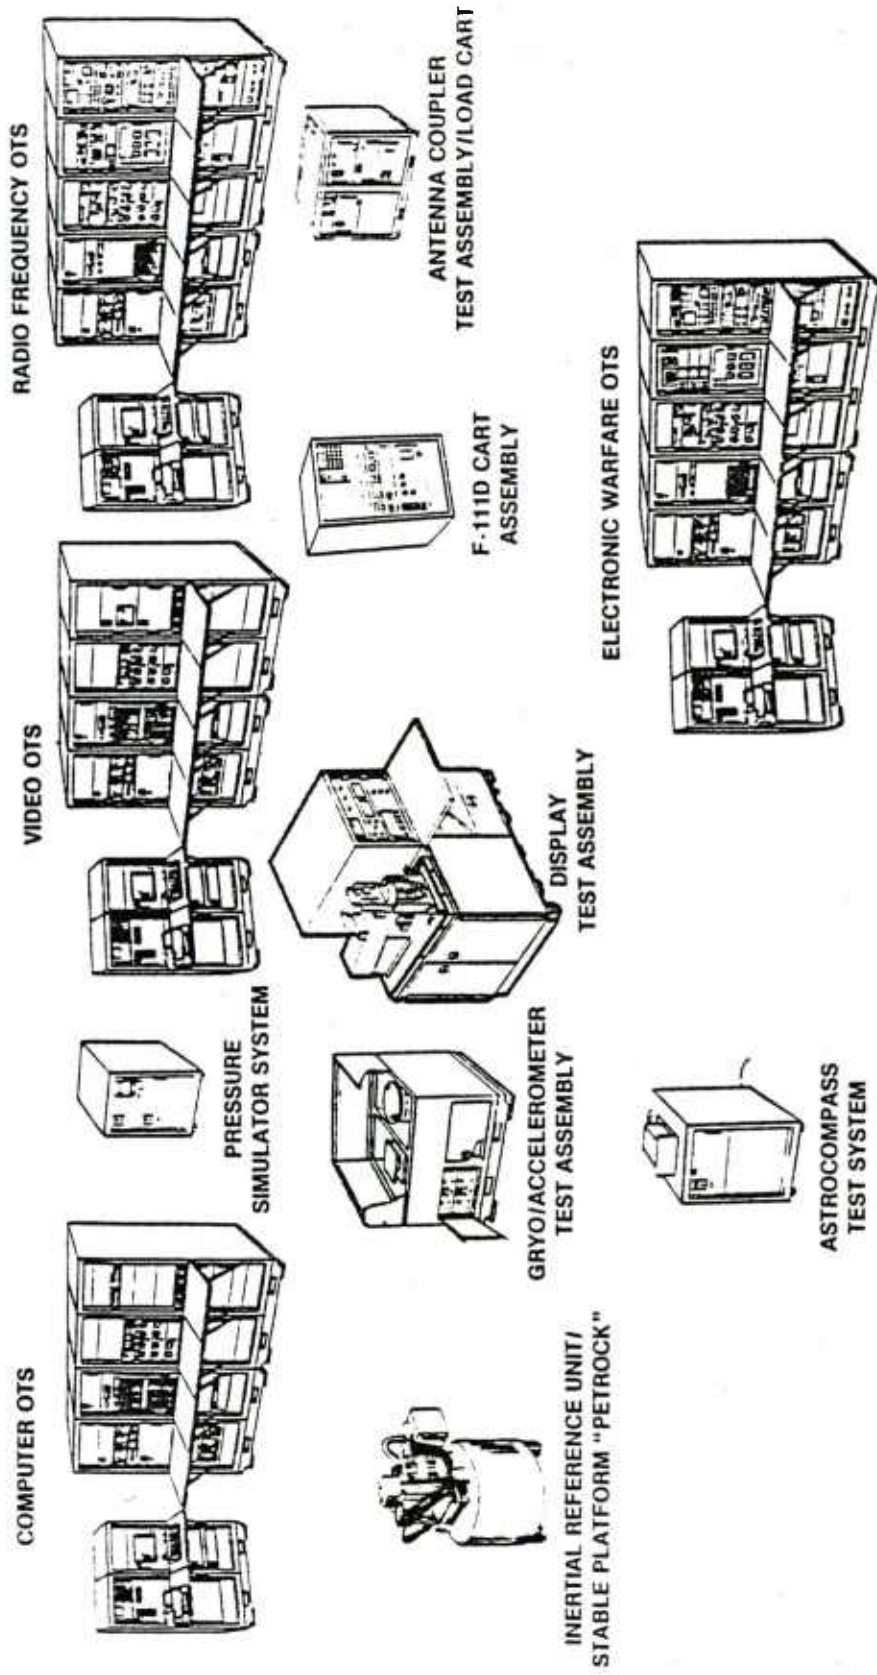 COMPUTER OTS
PRESSURE
SIMULATOR SYSTEM
VIDEO OTS
RADIO FREQUENCY OTS
INERTIAL REFERENCE UNIT/
STABLE PLATFORM "PETROCK"
GRYO/ACCELEROMETER
TEST ASSEMBLY
DISPLAY
TEST ASSEMBLY
F-111D CART
ASSEMBLY
ANTENNA COUPLER
TEST ASSEMBLY/LOAD CART
ASTROCOMPASS
TEST SYSTEM
ELECTRONIC WARFARE OTS